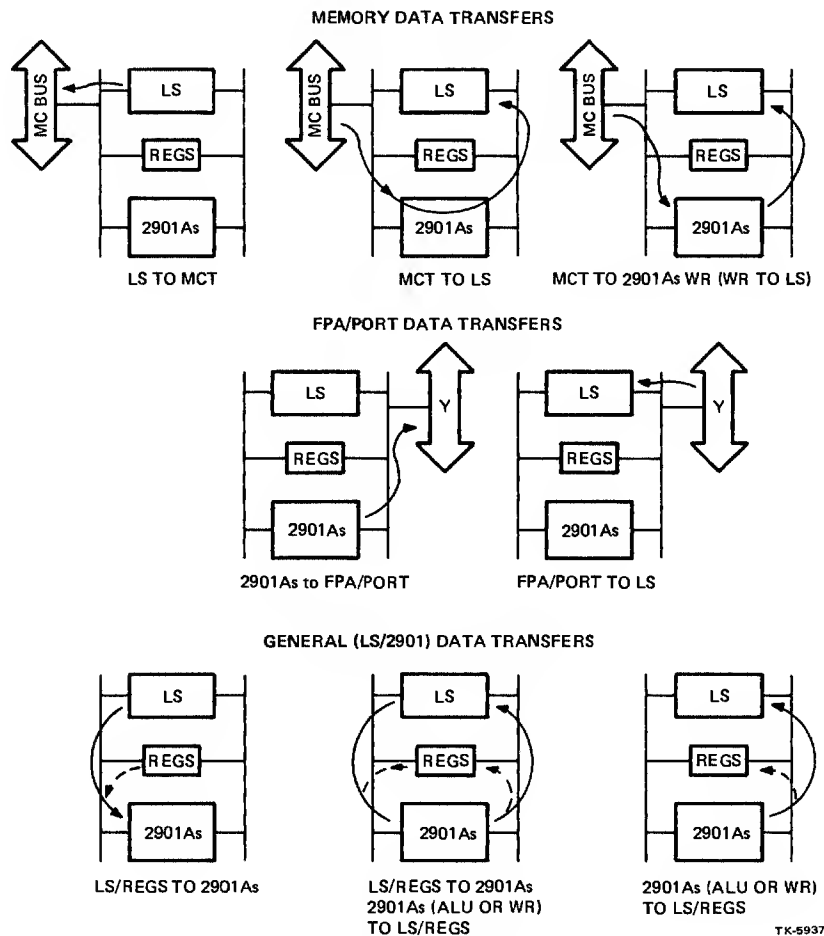 MEMORY DATA TRANSFERS
MC BUS
LS
REGS
2901As
LS TO MCT
MC BUS
LS
REGS
2901As
MCT TO LS
MC BUS
LS
REGS
2901As
MCT TO 2901As WR (WR TO LS)
FPA/PORT DATA TRANSFERS
LS
REGS
2901As
Y
2901As to FPA/PORT
LS
REGS
2901As
Y
FPA/PORT TO LS
GENERAL (LS/2901) DATA TRANSFERS
LS
REGS
2901As
LS/REGS TO 2901As
LS
REGS
2901As
LS/REGS TO 2901As
2901As (ALU OR WR)
TO LS/REGS
LS
REGS
2901As
2901As (ALU OR WR)
TO LS/REGS
TK-5937